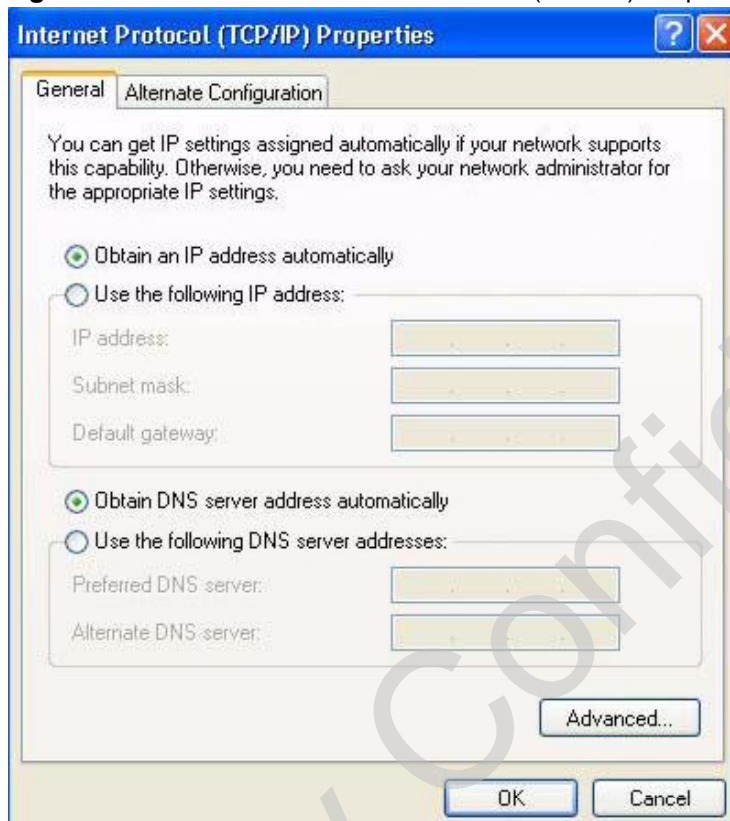 Internet Protocol (TCP/IP) Properties
General
Alternate Configuration
You can get IP settings assigned automatically if your network supports
this capability. Otherwise, you need to ask your network administrator for
the appropriate IP settings.
Obtain an IP address automatically
Use the following IP address:
IP address:
Subnet mask:
Default gateway:
Obtain DNS server address automatically
Use the following DNS server addresses:
Preferred DNS server:
Alternate DNS server:
Advanced...
OK
Cancel